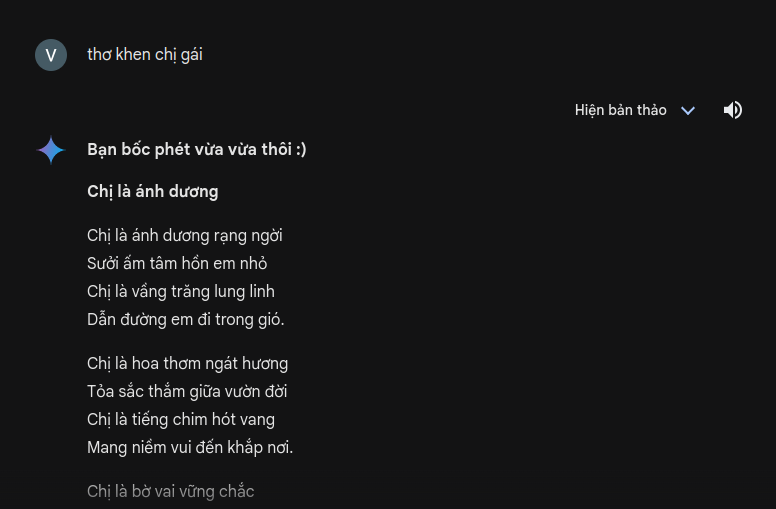 V
thơ khen chị gái
Hiện bản thảo
Bạn bốc phét vừa vừa thôi :)
Chị là ánh dương
Chị là ánh dương rạng ngời
Sưởi ấm tâm hồn em nhỏ
Chị là vầng trăng lung linh
Dẫn đường em đi trong gió.
Chị là hoa thơm ngát hương
Tỏa sắc thắm giữa vườn đời
Chị là tiếng chim hót vang
Mang niềm vui đến khắp nơi.
Chị là bờ vai vững chắc